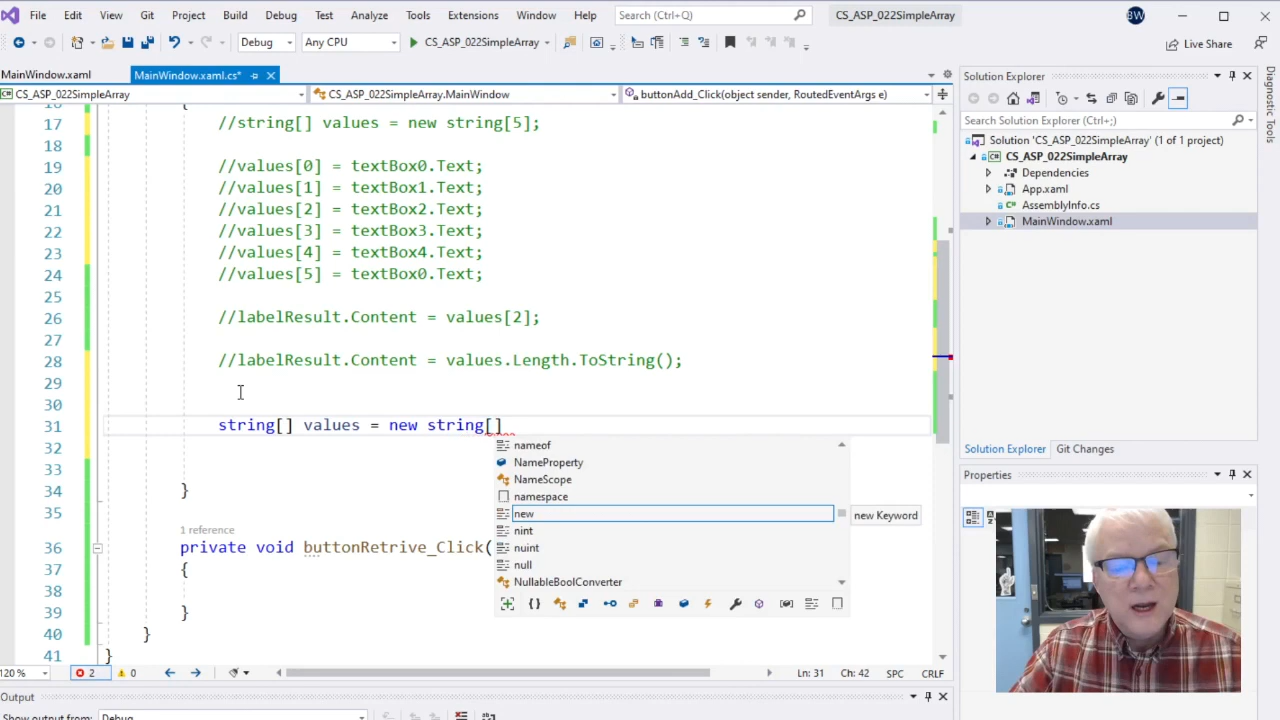 File Edit View Git Project Build Debug Test Analyze Tools Extensions Window Help Search (Ctrl+Q) CS_ASP_022SimpleArray BW
Debug Any CPU CS_ASP_022SimpleArray Live Share
MainWindow.xaml MainWindow.xaml.cs*
CS_ASP_022SimpleArray CS_ASP_022SimpleArray.MainWindow buttonAdd_Click(object sender, RoutedEventArgs e)
16 {
17 //string[] values = new string[5];
18
19 //values[0] = textBox0.Text;
20 //values[1] = textBox1.Text;
21 //values[2] = textBox2.Text;
22 //values[3] = textBox3.Text;
23 //values[4] = textBox4.Text;
24 //values[5] = textBox0.Text;
25
26 //labelResult.Content = values[2];
27
28 //labelResult.Content = values.Length.ToString();
29
30
31 string[] values = new string[]
32
33
34 }
1 reference
36 private void buttonRetrive_Click(
37 {
38
39 }
40 }
41 }
nameof
NameProperty
NameScope
namespace
new
nint
nuint
null
NullableBoolConverter
new Keyword
120 % 2 0 Ln: 31 Ch: 42 SPC CRLF
Output
Show output from: Debug
Solution Explorer
Search Solution Explorer (Ctrl+;)
Solution 'CS_ASP_022SimpleArray' (1 of 1 project)
CS_ASP_022SimpleArray
Dependencies
App.xaml
AssemblyInfo.cs
MainWindow.xaml
Solution Explorer Git Changes
Properties
Diagnostic Tools